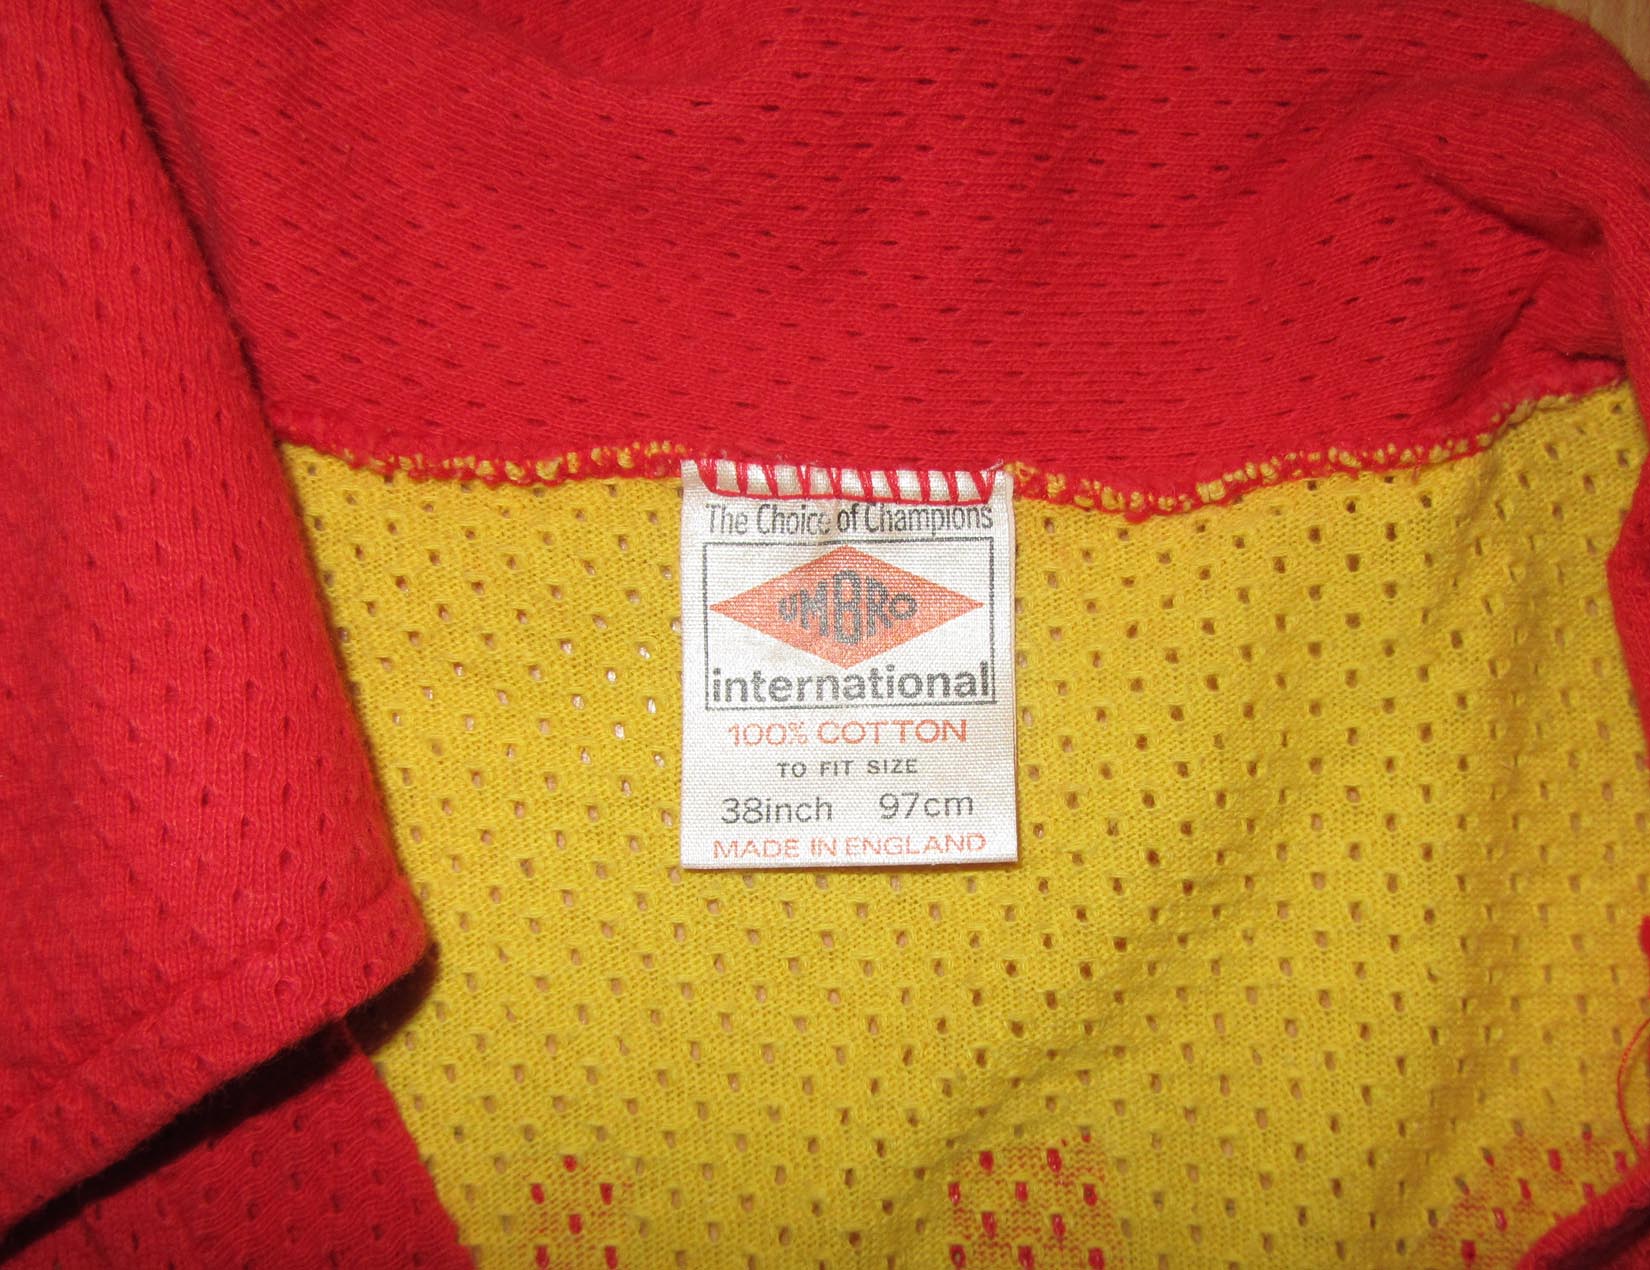 The Choice of Champions
UMBRO
international
100% COTTON
TO FIT SIZE
38inch 97cm
MADE IN ENGLAND